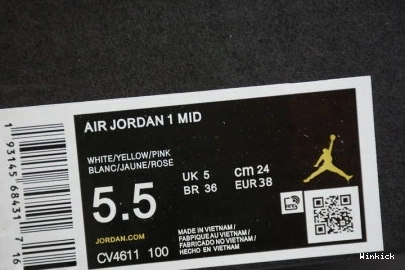 AIR JORDAN 1 MID
WHITE/YELLOW/PINK
BLANC/JAUNE/ROSE
5.5
UK 5
cm 24
BR 36
EUR 38
JORDAN.COM
CV4611 100
MADE IN VIETNAM /
FABRIQUÉ AU VIETNAM /
FABRICADO NO VIETNAM /
HECHO EN VIETNAM
1 93145 68431 7 16
Winkick